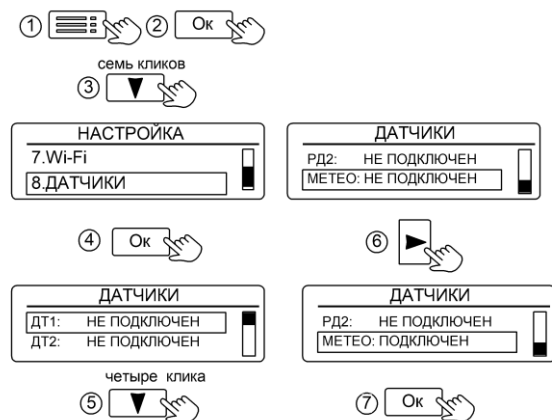 1 2 Ок
семь кликов
3
НАСТРОЙКА
7.Wi-Fi
8.ДАТЧИКИ
4 Ок
ДАТЧИКИ
ДТ1: НЕ ПОДКЛЮЧЕН
ДТ2: НЕ ПОДКЛЮЧЕН
четыре клика
5
ДАТЧИКИ
РД2: НЕ ПОДКЛЮЧЕН
МЕТЕО: НЕ ПОДКЛЮЧЕН
6
ДАТЧИКИ
РД2: НЕ ПОДКЛЮЧЕН
МЕТЕО: ПОДКЛЮЧЕН
7 Ок